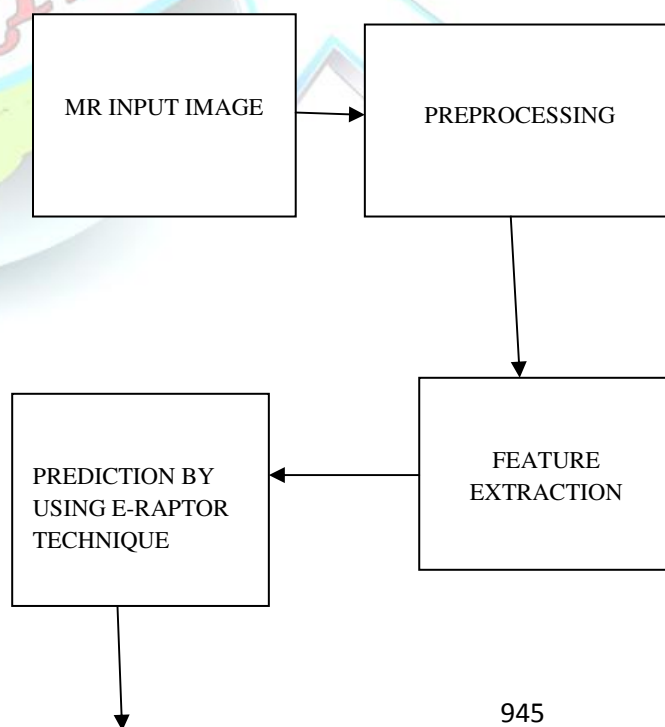 MR INPUT IMAGE
PREPROCESSING
FEATURE
EXTRACTION
PREDICTION BY
USING E-RAPTOR
TECHNIQUE
945